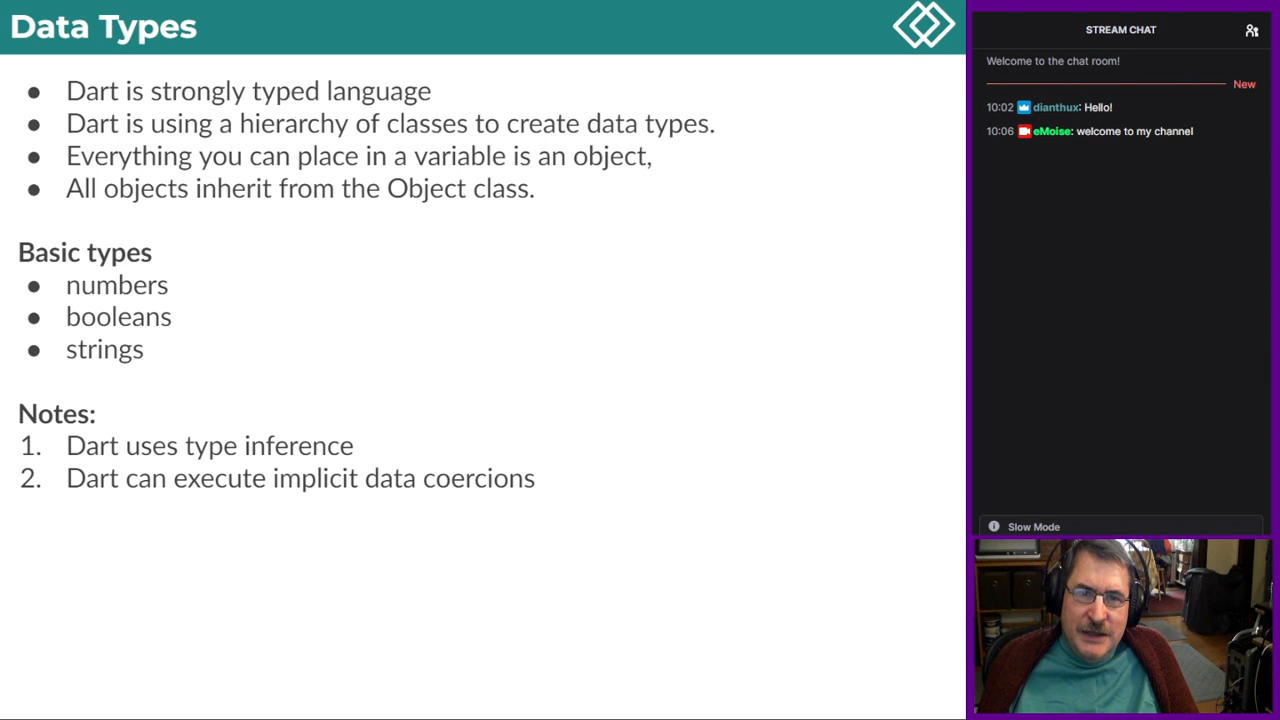 Data Types
● Dart is strongly typed language
● Dart is using a hierarchy of classes to create data types.
● Everything you can place in a variable is an object,
● All objects inherit from the Object class.
Basic types
● numbers
● booleans
● strings
Notes:
1. Dart uses type inference
2. Dart can execute implicit data coercions
STREAM CHAT
Welcome to the chat room!
New
10:02 dianthux: Hello!
10:06 eMoise: welcome to my channel
Slow Mode